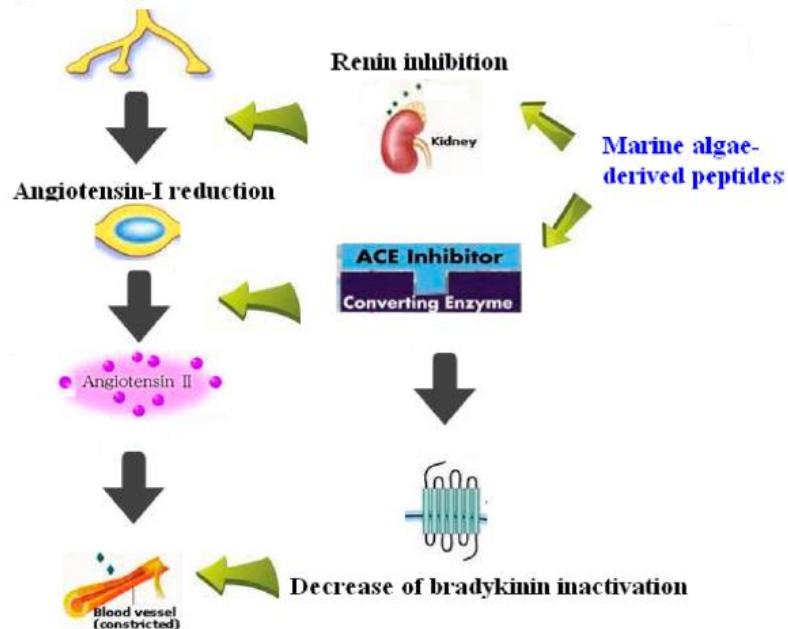 Renin inhibition
Kidney
Marine algae-
derived peptides
Angiotensin-I reduction
ACE Inhibitor
Converting Enzyme
Angiotensin II
Decrease of bradykinin inactivation
Blood vessel
(constricted)